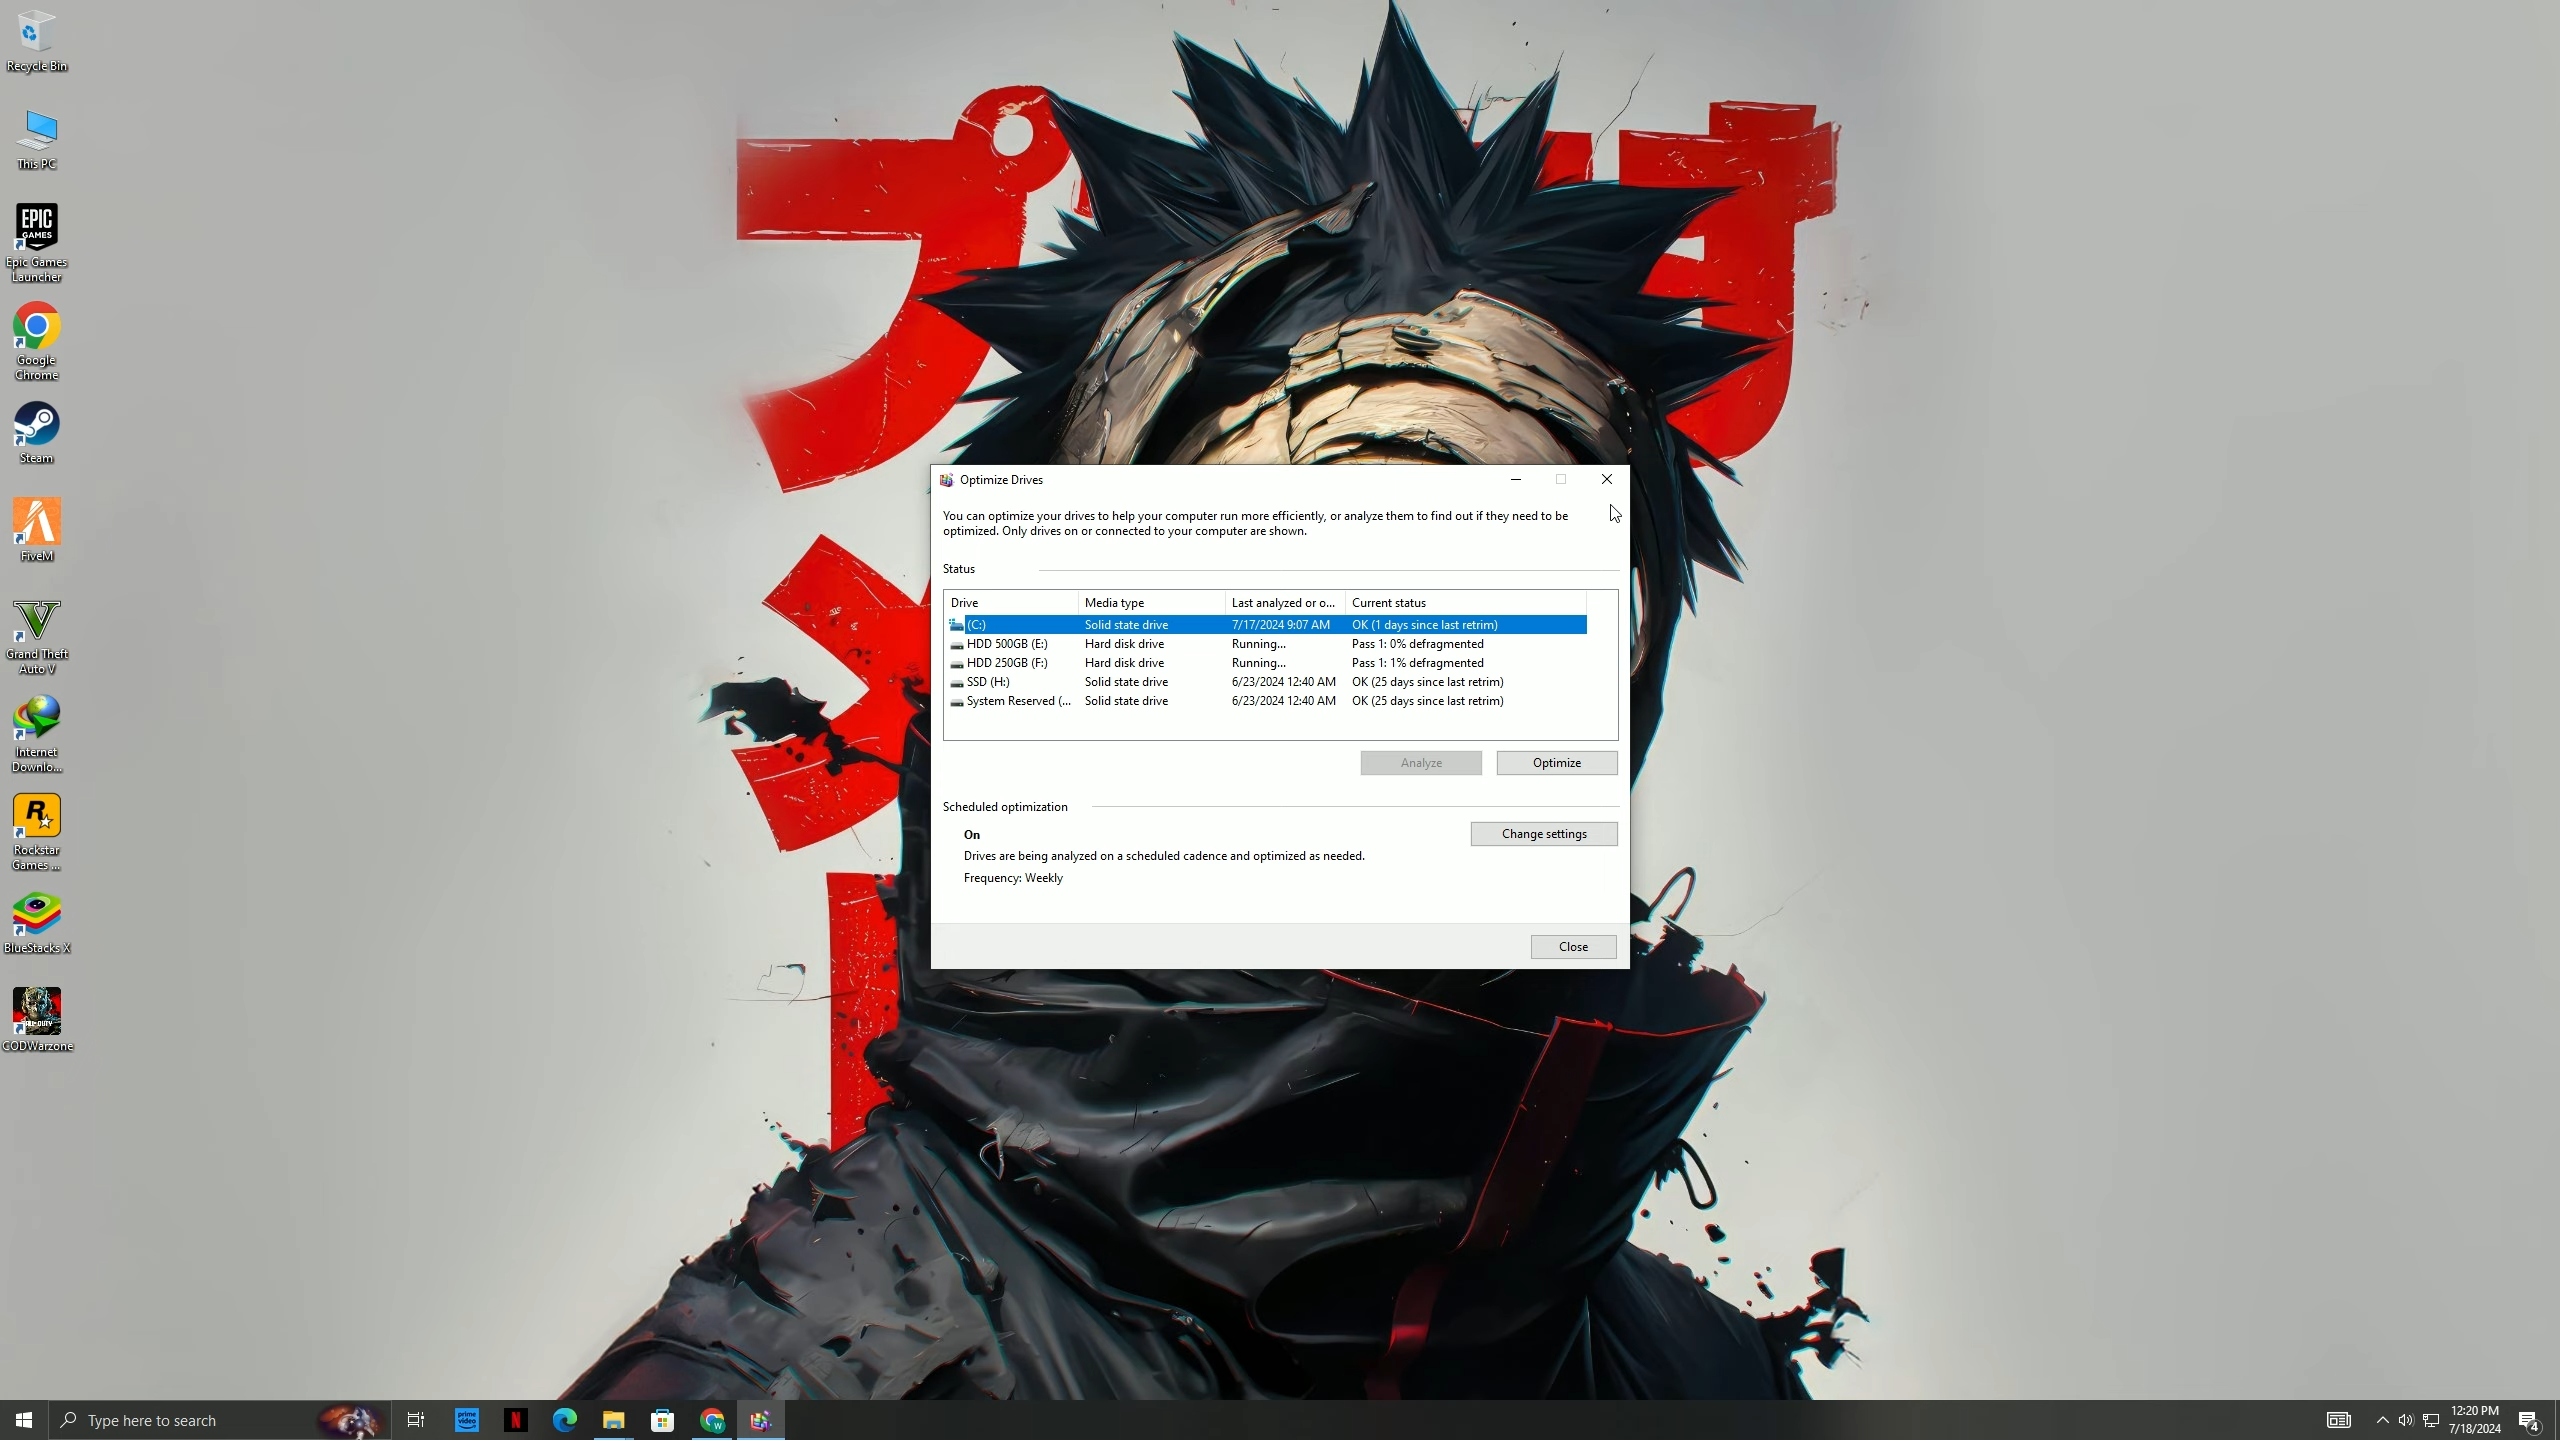 Recycle Bin
This PC
EPIC
GAMES
Epic Games
Launcher
Google
Chrome
Steam
FiveM
Grand Theft
Auto V
Internet
Downlo...
Rockstar
Games ...
BlueStacks X
CODWarzone
Optimize Drives
You can optimize your drives to help your computer run more efficiently, or analyze them to find out if they need to be
optimized. Only drives on or connected to your computer are shown.
Status
Drive Media type Last analyzed or o... Current status
(C:) Solid state drive 7/17/2024 9:07 AM OK (1 days since last retrim)
HDD 500GB (E:) Hard disk drive Running... Pass 1: 0% defragmented
HDD 250GB (F:) Hard disk drive Running... Pass 1: 1% defragmented
SSD (H:) Solid state drive 6/23/2024 12:40 AM OK (25 days since last retrim)
System Reserved (... Solid state drive 6/23/2024 12:40 AM OK (25 days since last retrim)
Analyze Optimize
Scheduled optimization
On
Change settings
Drives are being analyzed on a scheduled cadence and optimized as needed.
Frequency: Weekly
Close
Type here to search
prime
video
N
W
12:20 PM
7/18/2024
4